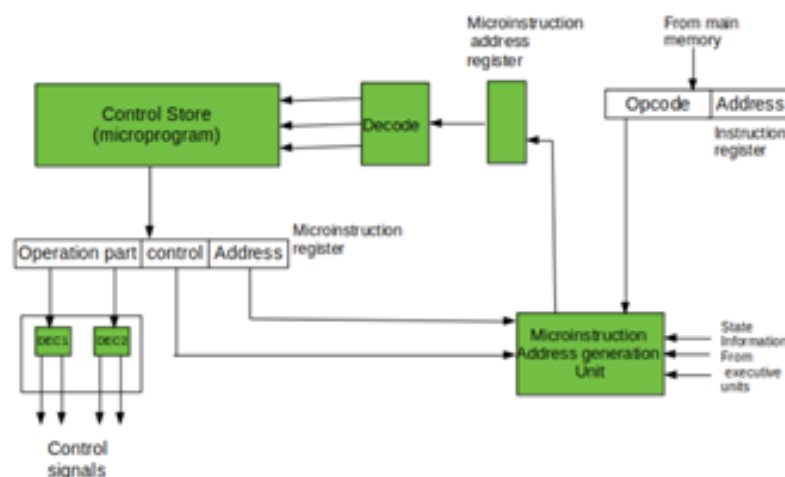 Microinstruction
address
register
From main
memory
Control Store
(microprogram)
Decode
Opcode
Address
Instruction
register
Microinstruction
register
Operation part
control
Address
DEC1
DEC2
Microinstruction
Address generation
Unit
State
Information
From
executive
units
Control
signals